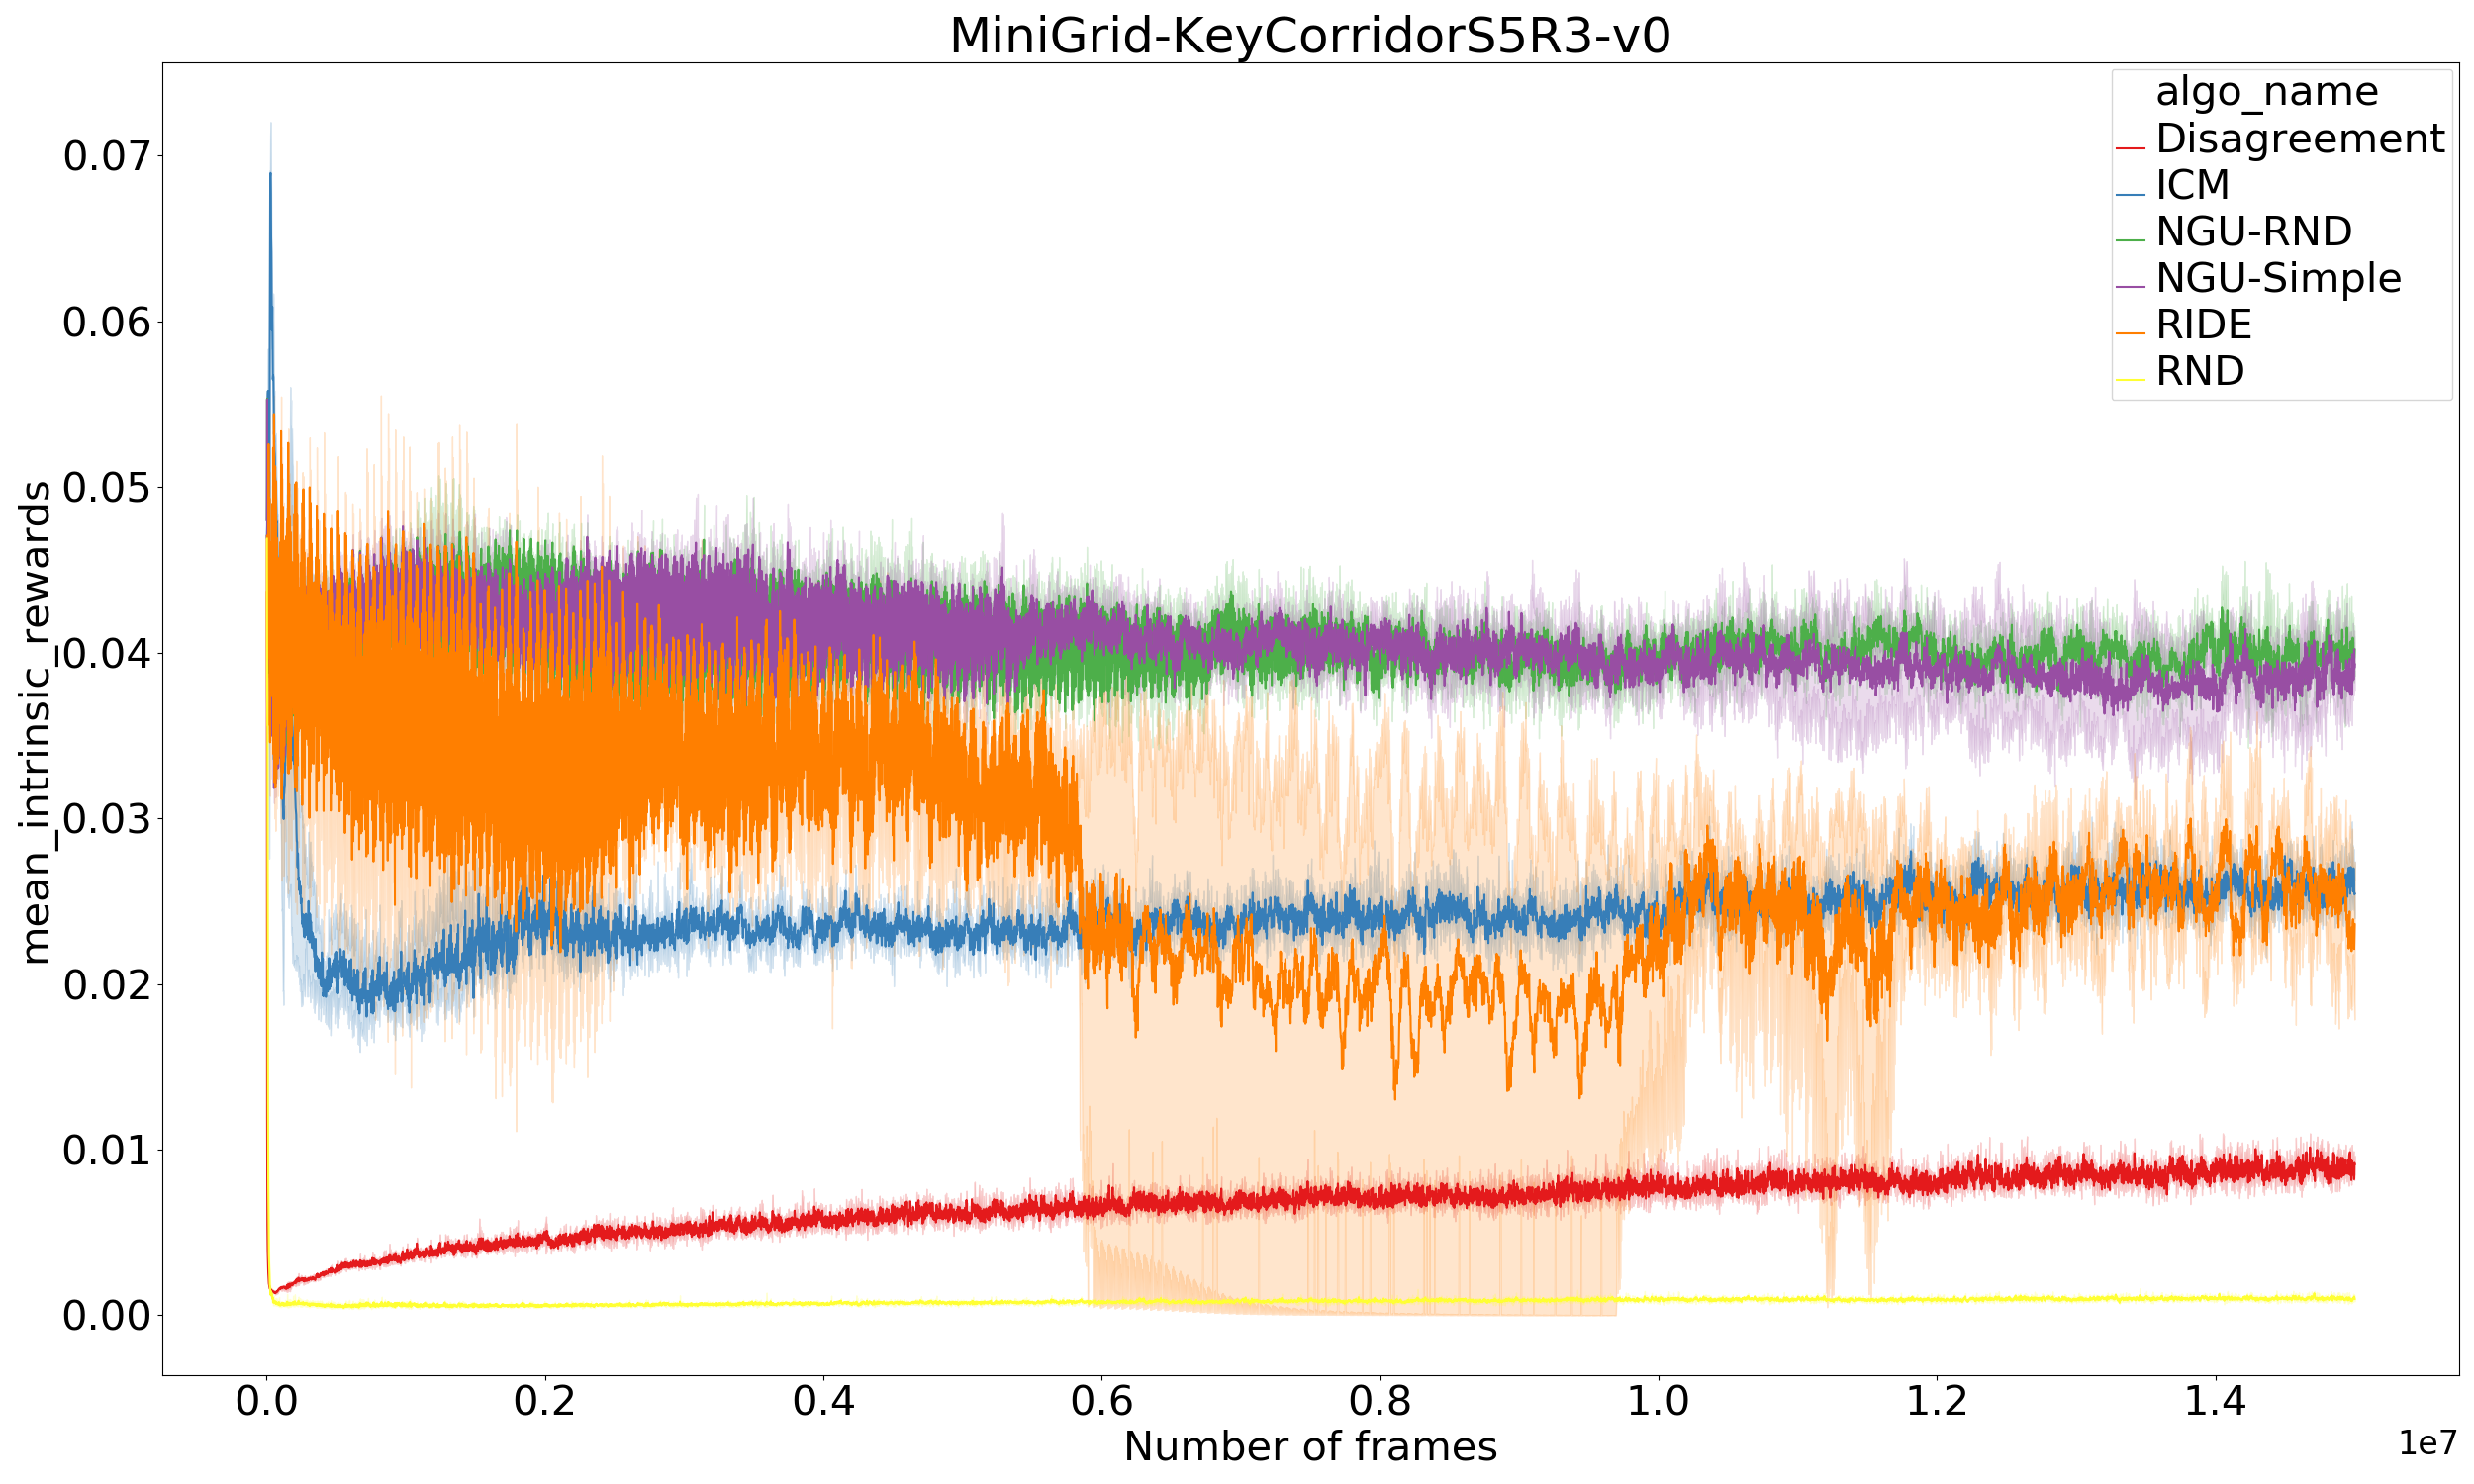 MiniGrid-KeyCorridorS5R3-v0
algo_name
Disagreement
ICM
NGU-RND
NGU-Simple
RIDE
RND
mean_intrinsic_rewards
0.07
0.06
0.05
0.04
0.03
0.02
0.01
0.00
0.0 0.2 0.4 0.6 0.8 1.0 1.2 1.4
1e7
Number of frames